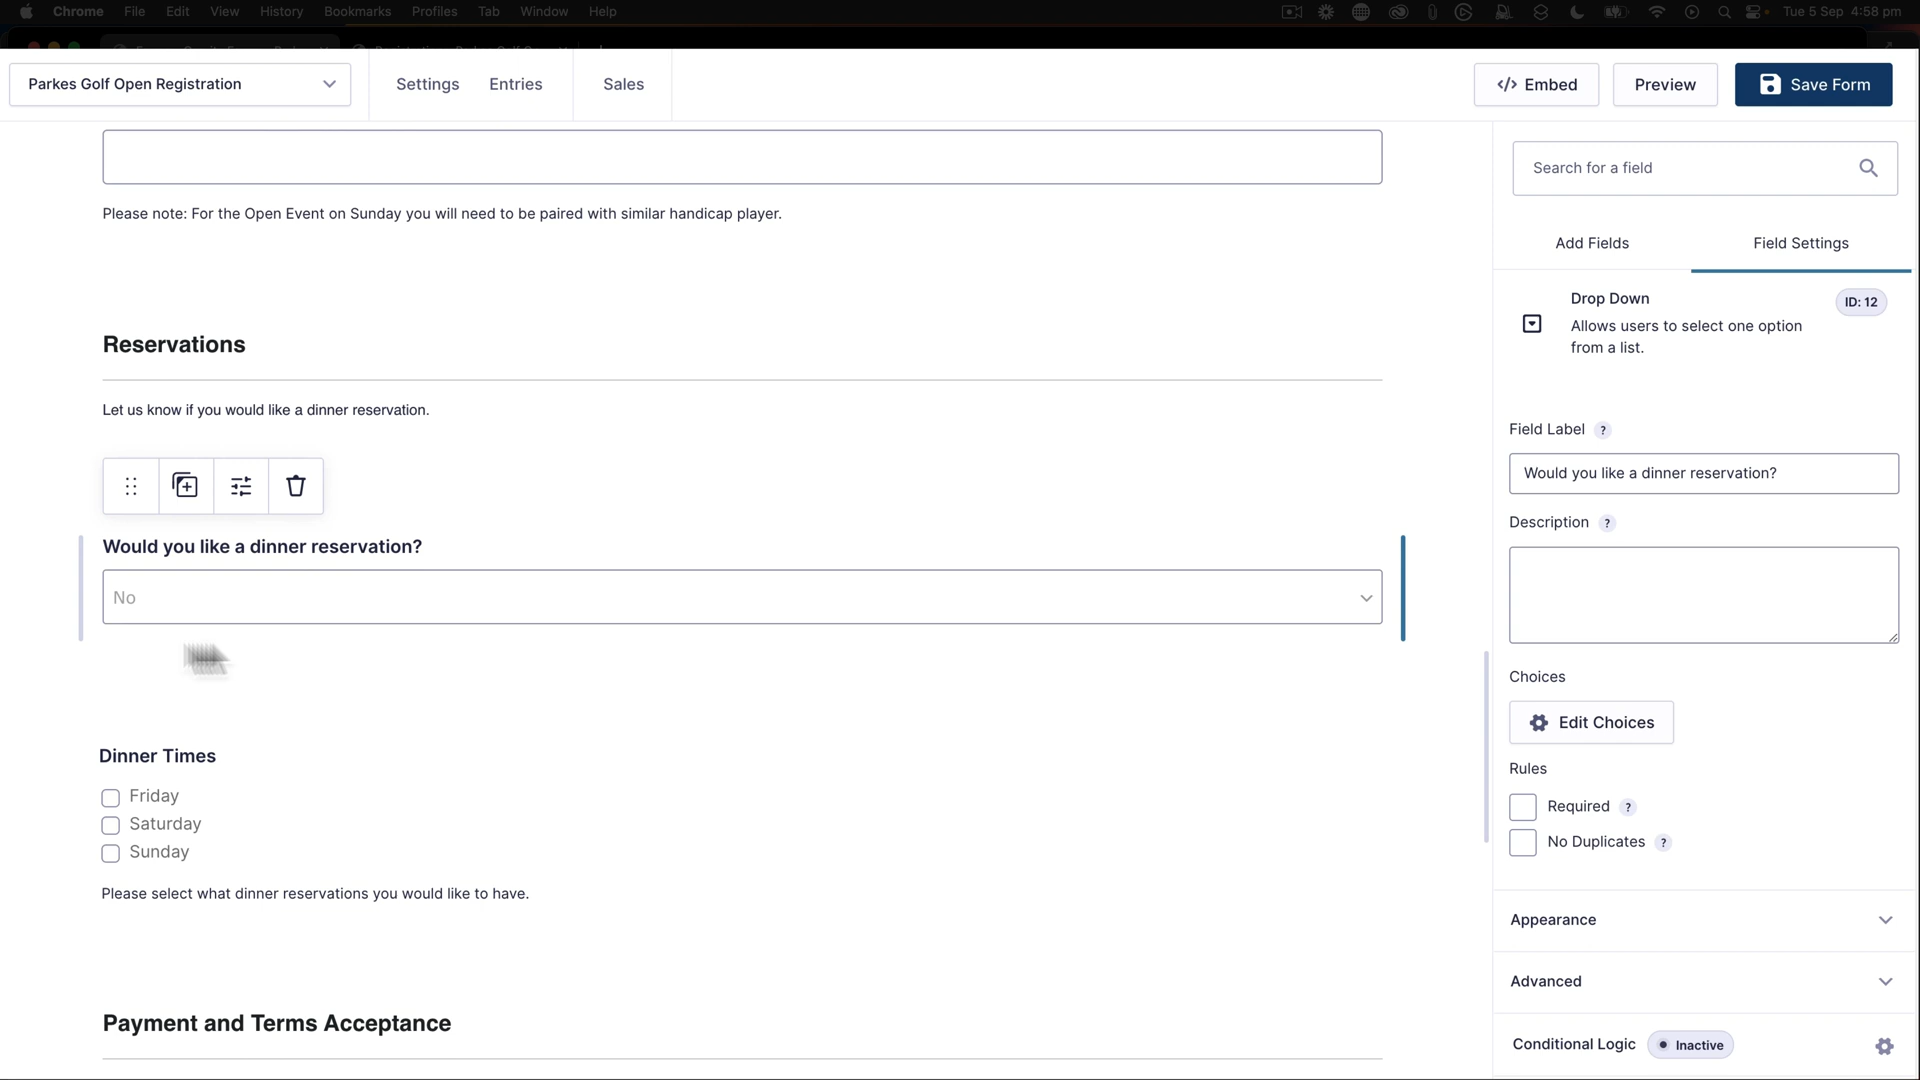 Chrome File Edit View History Bookmarks Profiles Tab Window Help Tue 5 Sep 4:58 pm
Parkes Golf Open Registration Settings Entries Sales </> Embed Preview Save Form
Search for a field
Please note: For the Open Event on Sunday you will need to be paired with similar handicap player.
Add Fields Field Settings
Drop Down ID: 12
Allows users to select one option
from a list.
Reservations
Let us know if you would like a dinner reservation.
Field Label ?
Would you like a dinner reservation?
Description ?
Would you like a dinner reservation?
No
Choices
Edit Choices
Rules
Required ?
No Duplicates ?
Dinner Times
Friday
Saturday
Sunday
Please select what dinner reservations you would like to have.
Appearance
Advanced
Payment and Terms Acceptance
Conditional Logic Inactive